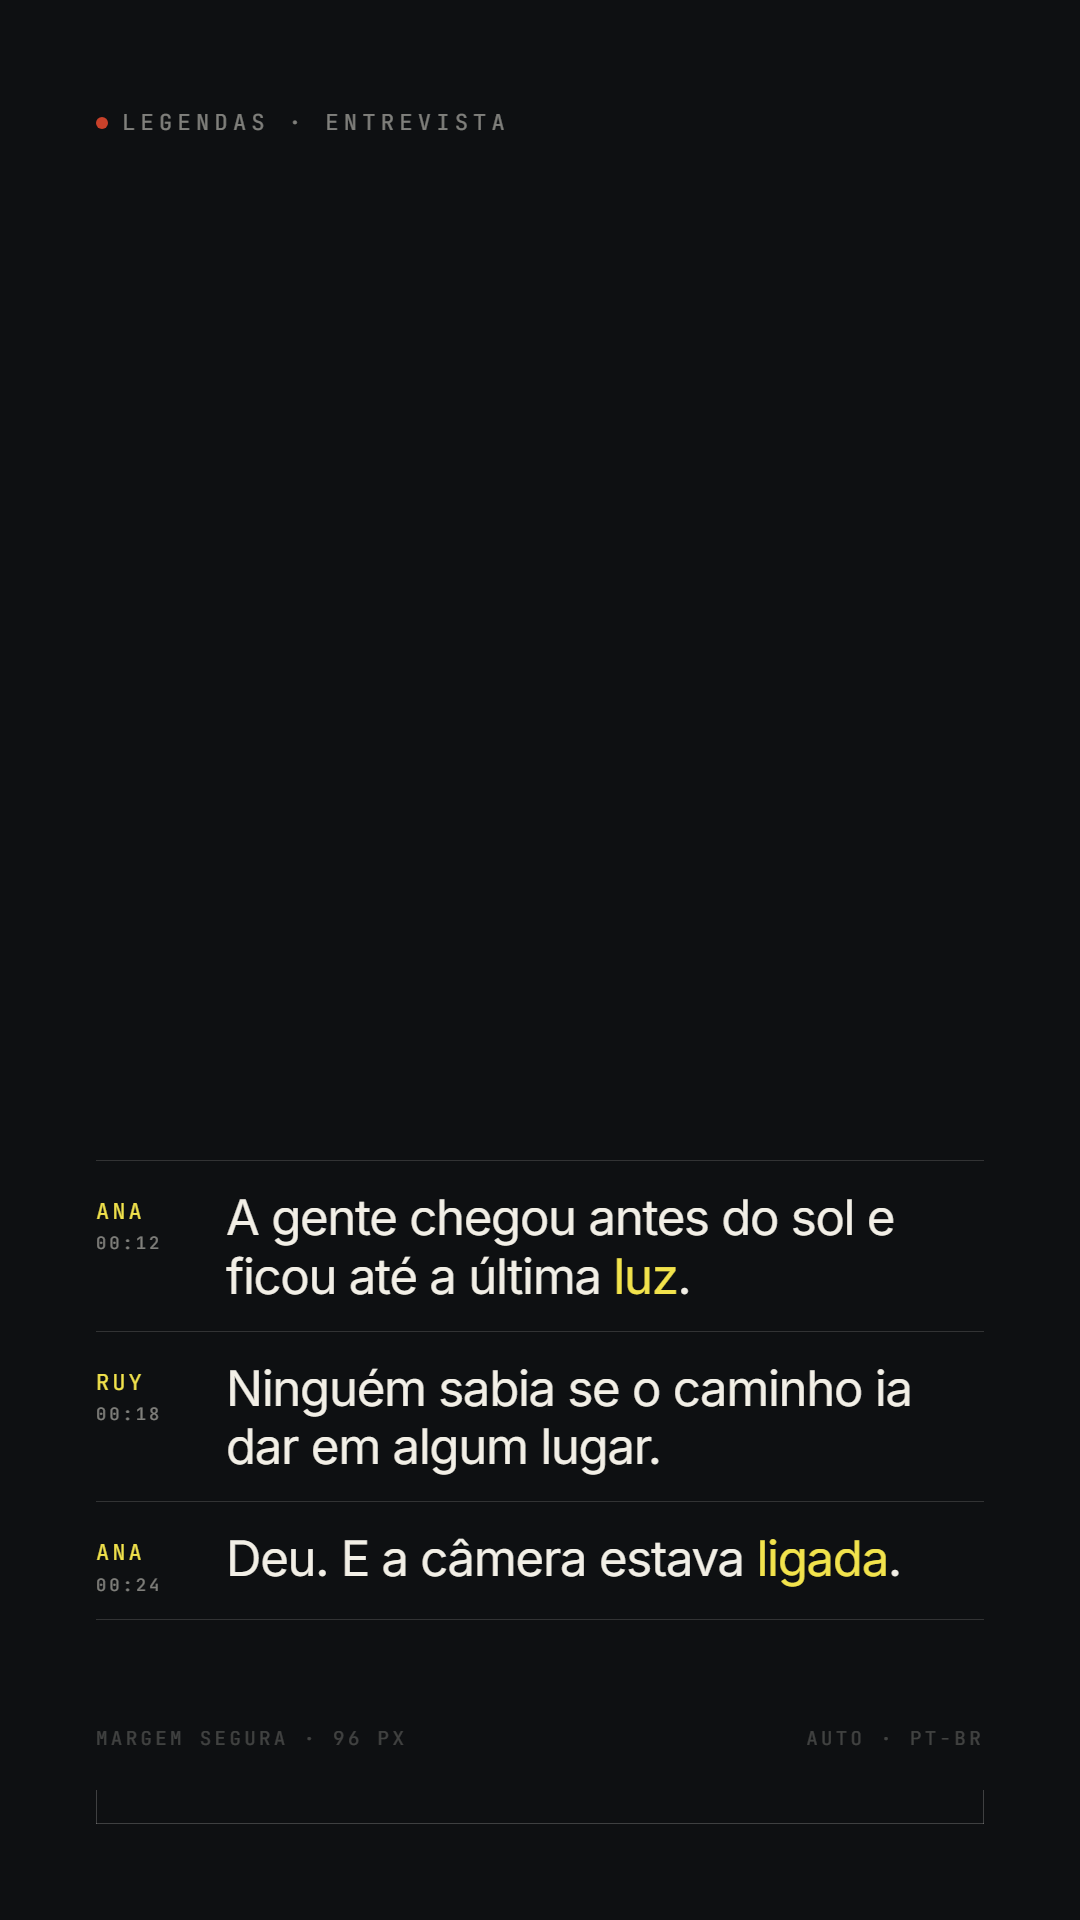 LEGENDAS · ENTREVISTA
ANA
00:12
A gente chegou antes do sol e
ficou até a última luz.
RUY
00:18
Ninguém sabia se o caminho ia
dar em algum lugar.
ANA
00:24
Deu. E a câmera estava ligada.
MARGEM SEGURA · 96 PX
AUTO · PT-BR